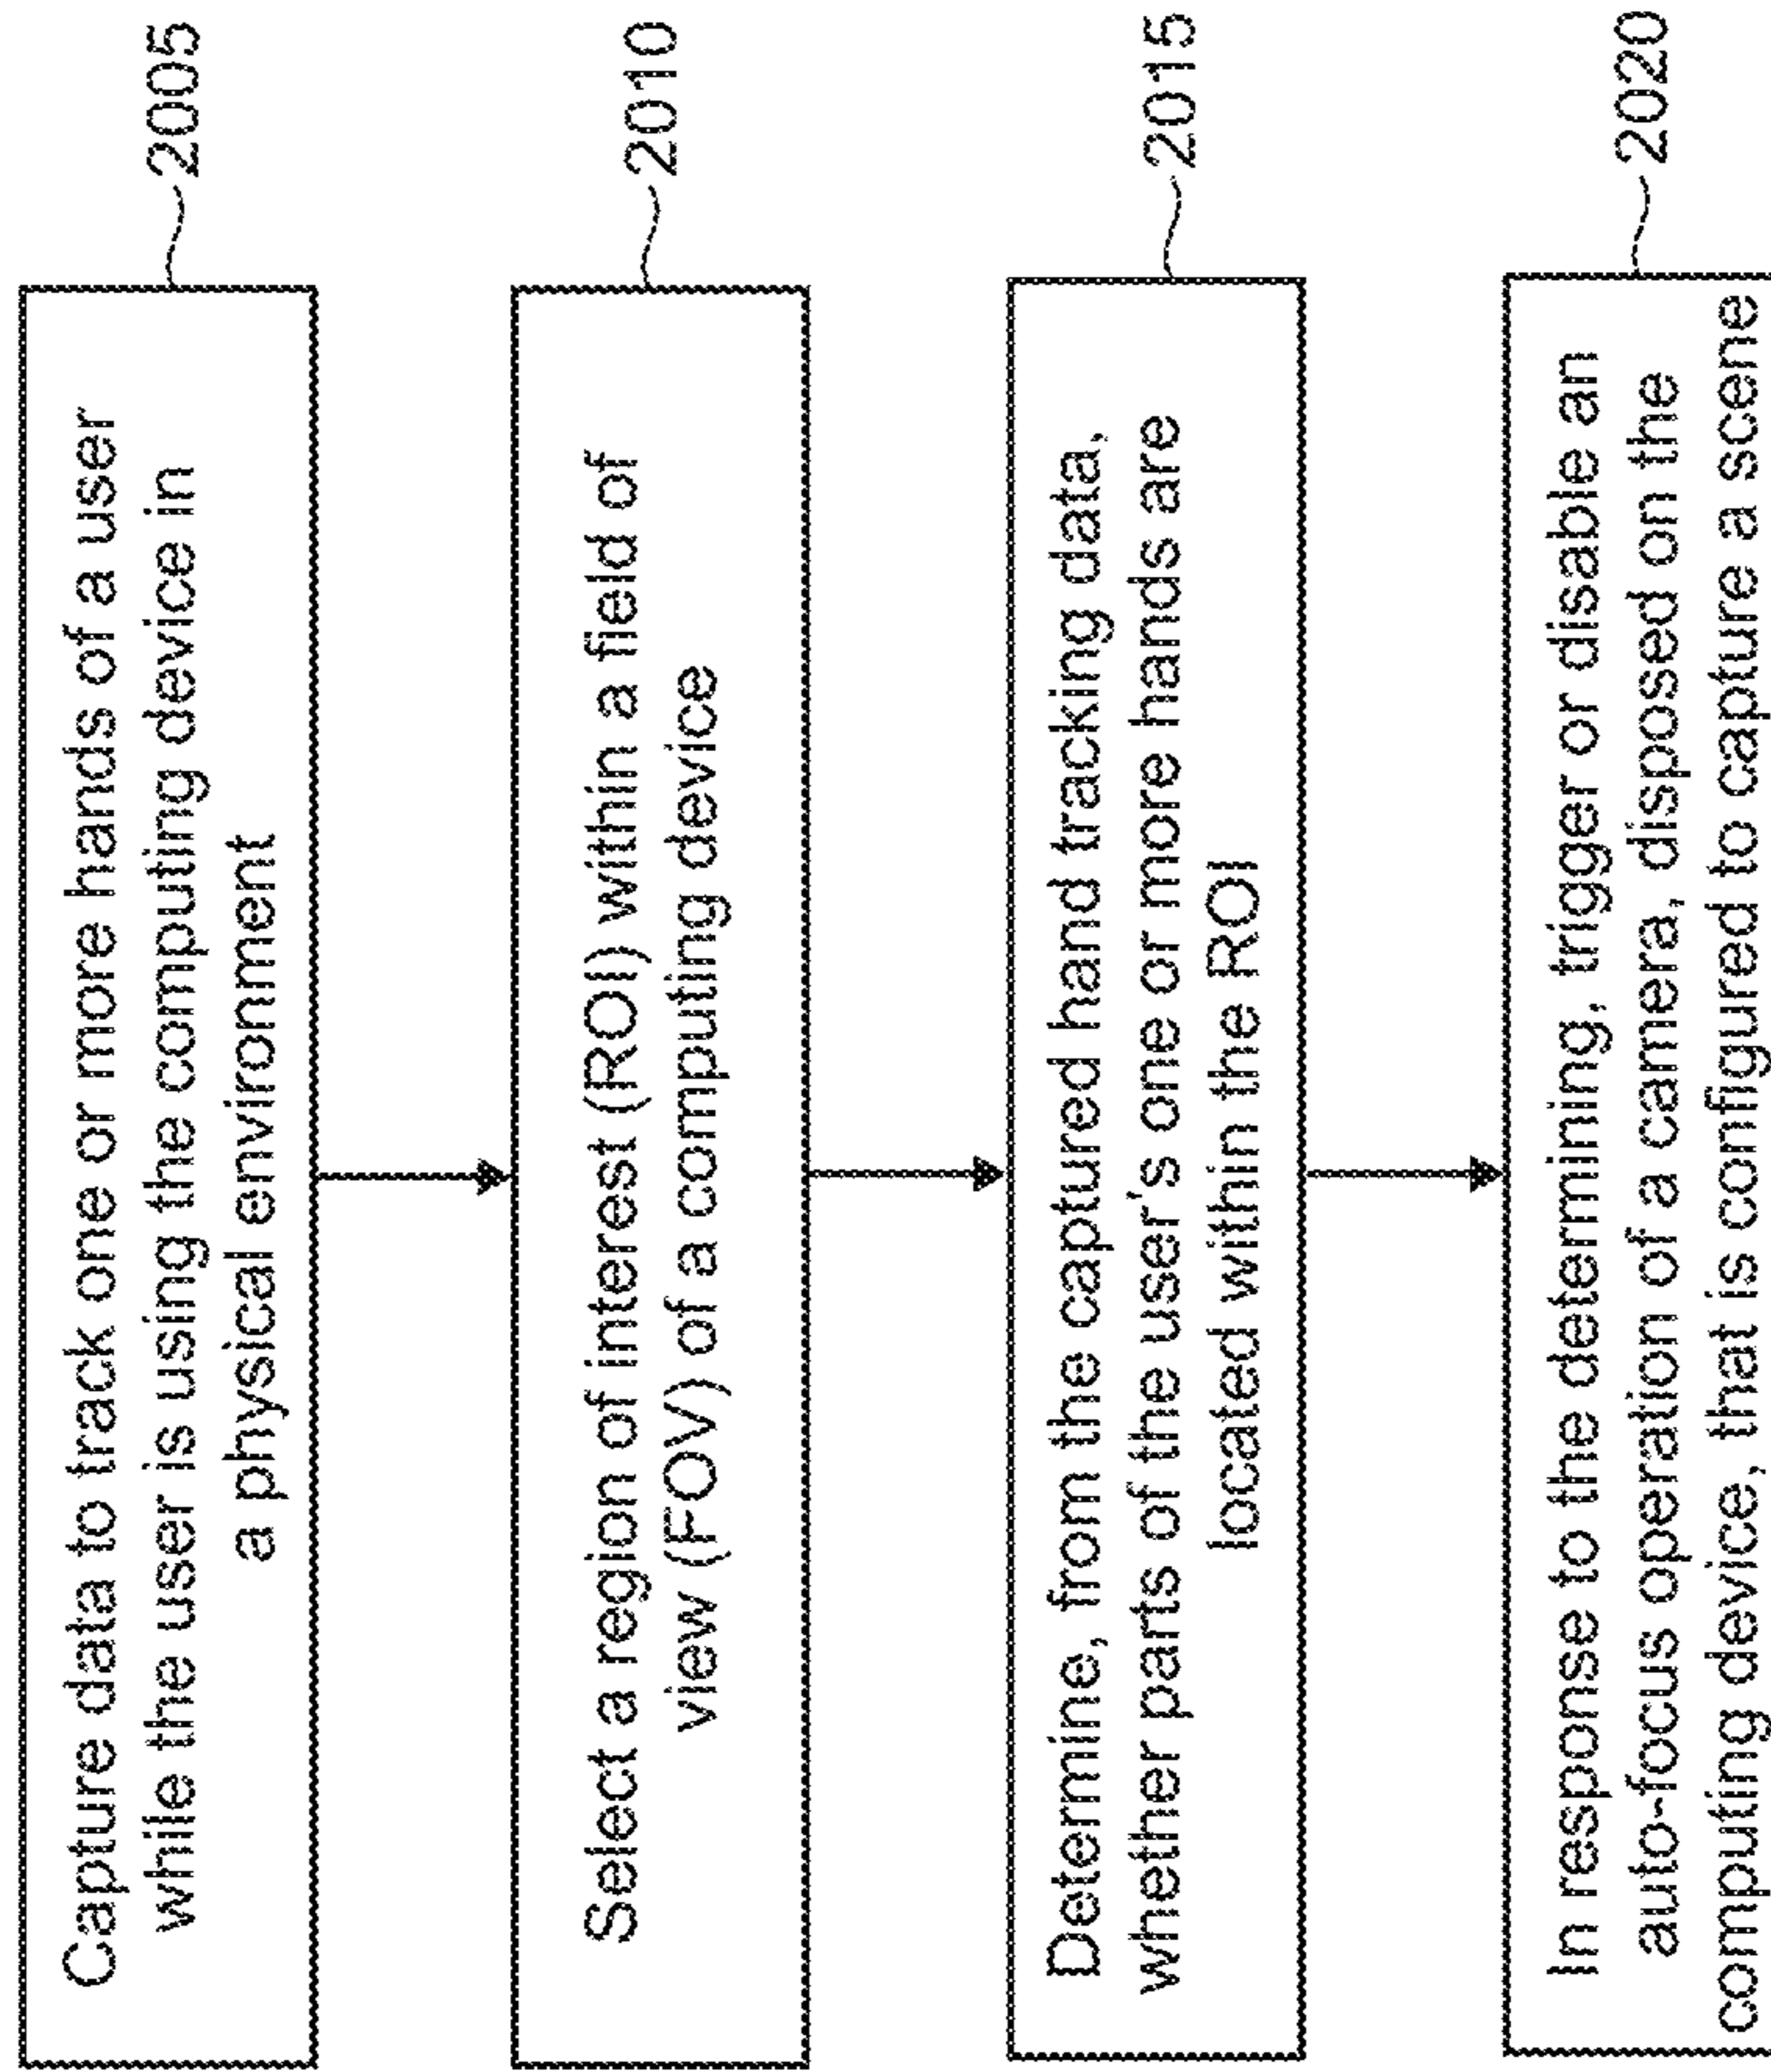 Capture data to track one or more hands of a user
while the user is using the computing device in
a physical environment
2005
Select a region of interest (ROI) within a field of
view (FOV) of a computing device
2010
Determine, from the captured hand tracking data,
whether parts of the user's one or more hands are
located within the ROI
2015
In response to the determining, trigger or disable an
auto-focus operation of a camera, disposed on the
computing device, that is configured to capture a scene
2020